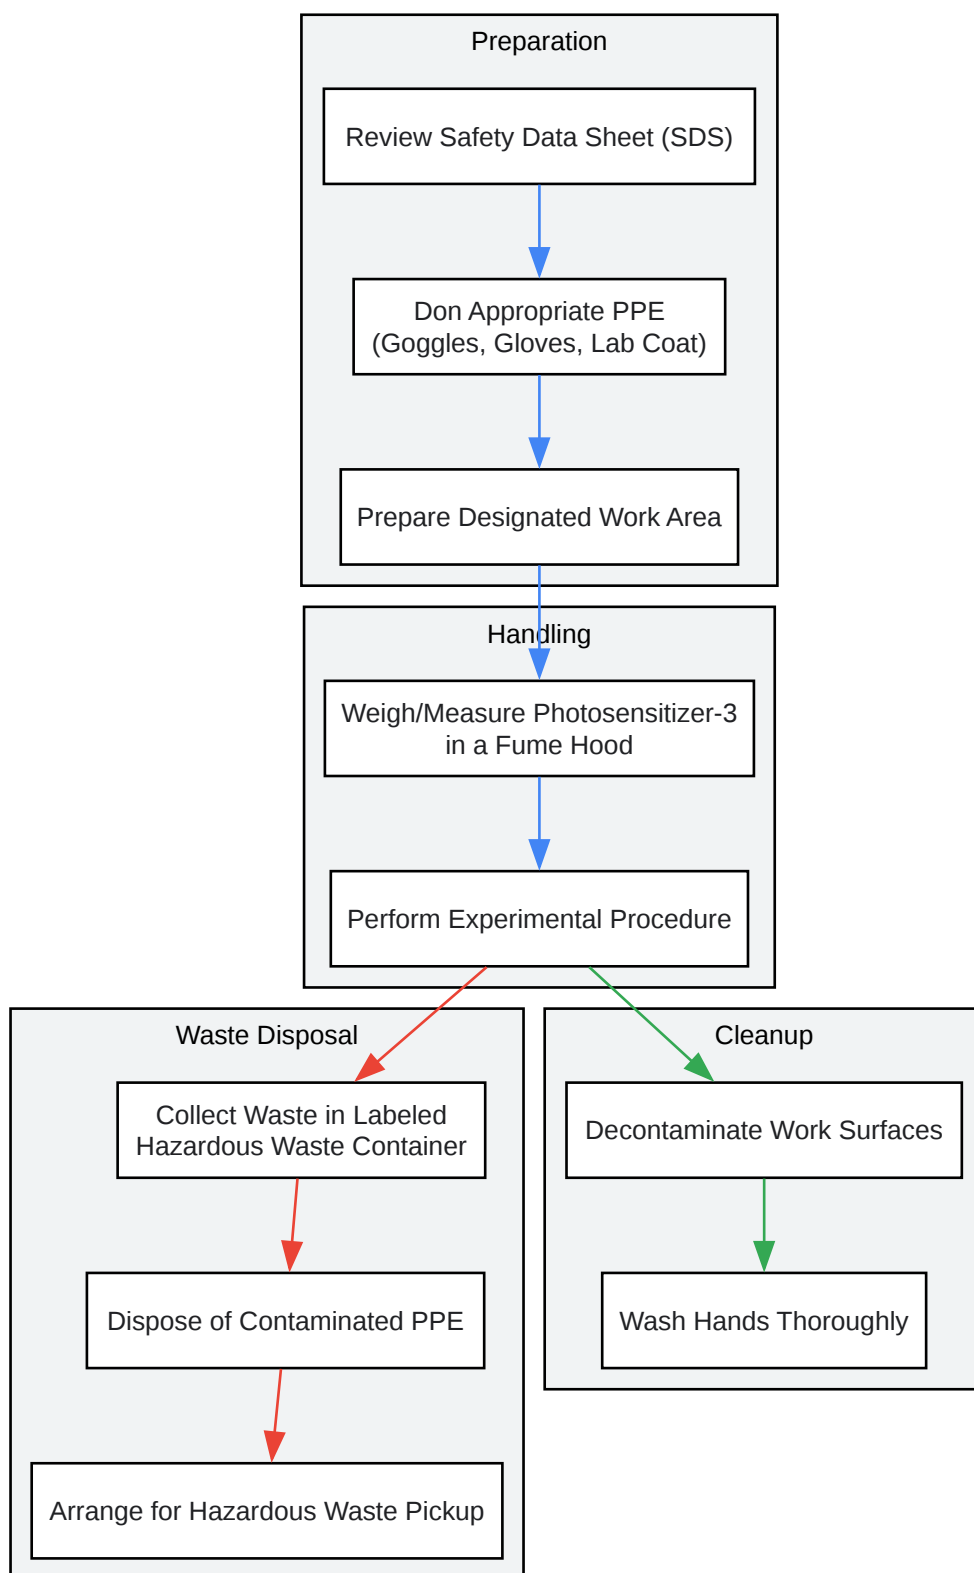 Preparation
Review Safety Data Sheet (SDS)
Don Appropriate PPE
(Goggles, Gloves, Lab Coat)
Prepare Designated Work Area
Handling
Weigh/Measure Photosensitizer-3
in a Fume Hood
Perform Experimental Procedure
Waste Disposal
Collect Waste in Labeled
Hazardous Waste Container
Dispose of Contaminated PPE
Arrange for Hazardous Waste Pickup
Cleanup
Decontaminate Work Surfaces
Wash Hands Thoroughly